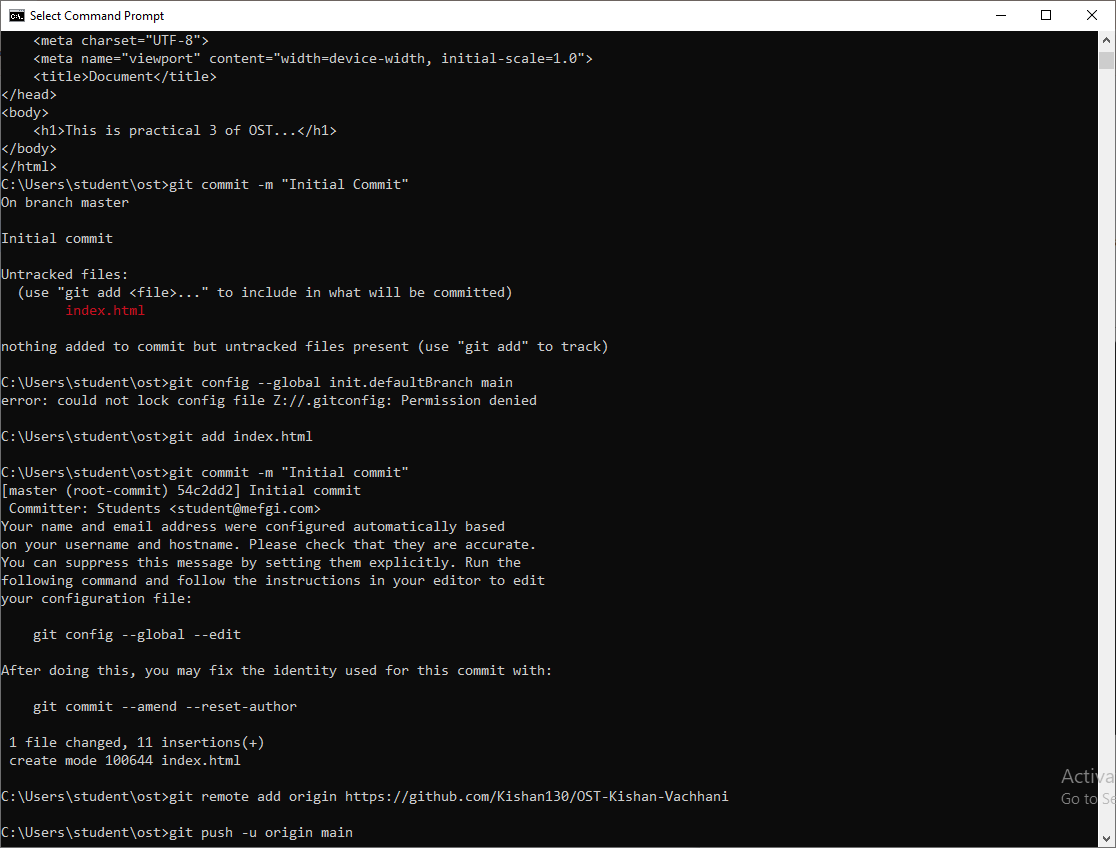 Select Command Prompt
    <meta charset="UTF-8">
    <meta name="viewport" content="width=device-width, initial-scale=1.0">
    <title>Document</title>
</head>
<body>
    <h1>This is practical 3 of OST...</h1>
</body>
</html>
C:\Users\student\ost>git commit -m "Initial Commit"
On branch master

Initial commit

Untracked files:
  (use "git add <file>..." to include in what will be committed)
        index.html

nothing added to commit but untracked files present (use "git add" to track)

C:\Users\student\ost>git config --global init.defaultBranch main
error: could not lock config file Z://.gitconfig: Permission denied

C:\Users\student\ost>git add index.html

C:\Users\student\ost>git commit -m "Initial commit"
[master (root-commit) 54c2dd2] Initial commit
 Committer: Students <student@mefgi.com>
Your name and email address were configured automatically based
on your username and hostname. Please check that they are accurate.
You can suppress this message by setting them explicitly. Run the
following command and follow the instructions in your editor to edit
your configuration file:

    git config --global --edit

After doing this, you may fix the identity used for this commit with:

    git commit --amend --reset-author

 1 file changed, 11 insertions(+)
 create mode 100644 index.html

C:\Users\student\ost>git remote add origin https://github.com/Kishan130/OST-Kishan-Vachhani

C:\Users\student\ost>git push -u origin main
Activa
Go to Se